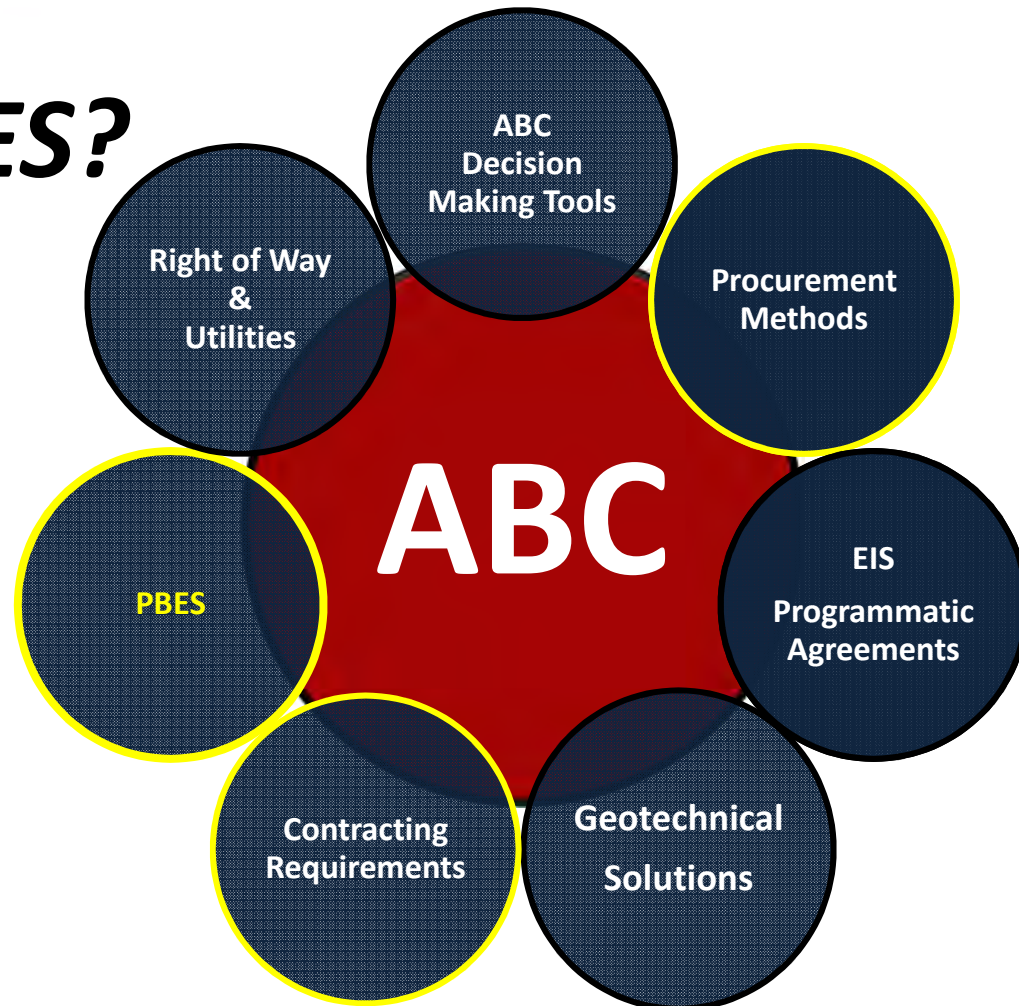 ES?
ABC
Decision
Making Tools
Right of Way
&
Utilities
Procurement
Methods
ABC
EIS
Programmatic
Agreements
PBES
Contracting
Requirements
Geotechnical
Solutions